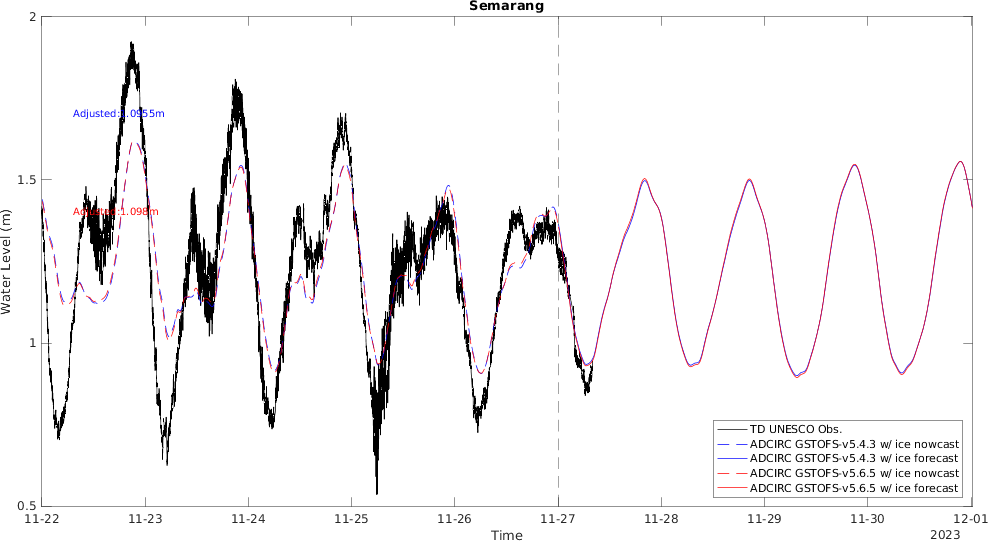 Semarang
2
1.5
1
0.5
Water Level (m)
Adjusted:1.0955m
Adjusted:1.098m
TD UNESCO Obs.
ADCIRC GSTOFS-v5.4.3 w/ ice nowcast
ADCIRC GSTOFS-v5.4.3 w/ ice forecast
ADCIRC GSTOFS-v5.6.5 w/ ice nowcast
ADCIRC GSTOFS-v5.6.5 w/ ice forecast
11-22 11-23 11-24 11-25 11-26 11-27 11-28 11-29 11-30 12-01
Time
2023